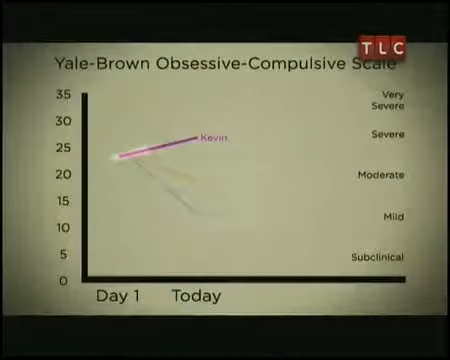 TLC
Yale-Brown Obsessive-Compulsive Scale
35
30
25
20
15
10
5
0
Kevin
Very
Severe
Severe
Moderate
Mild
Subclinical
Day 1
Today